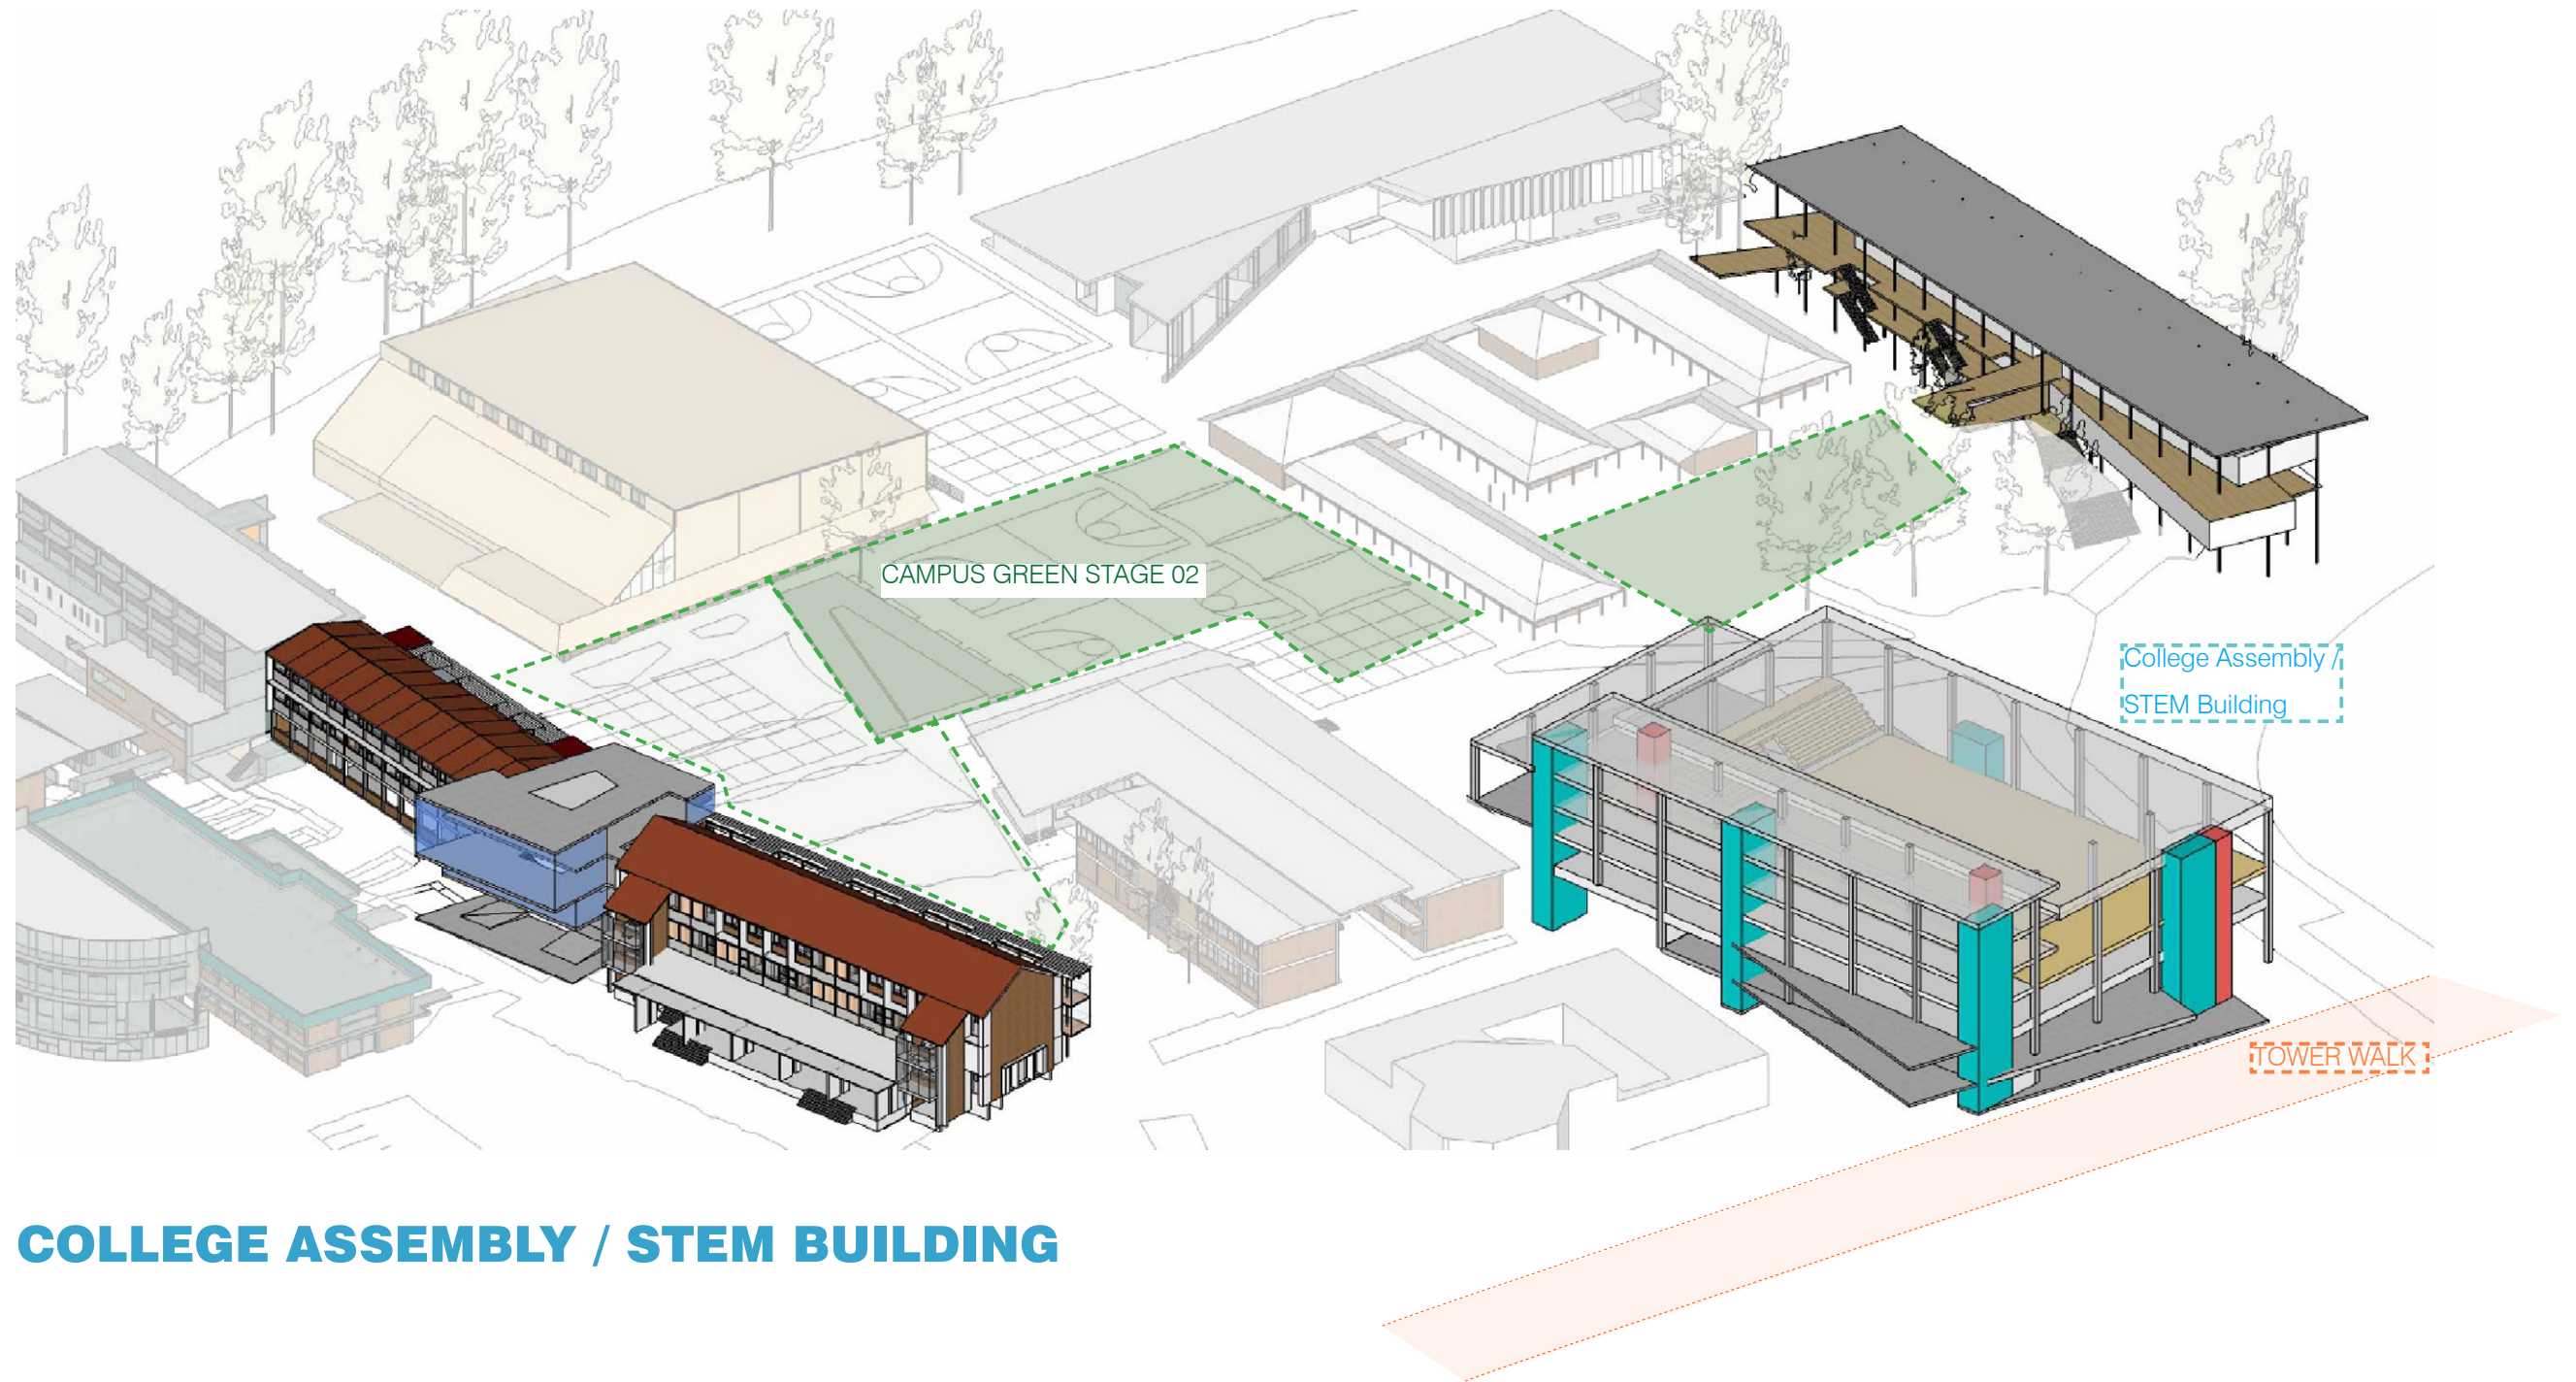 CAMPUS GREEN STAGE 02
College Assembly /
STEM Building
TOWER WALK
COLLEGE ASSEMBLY / STEM BUILDING